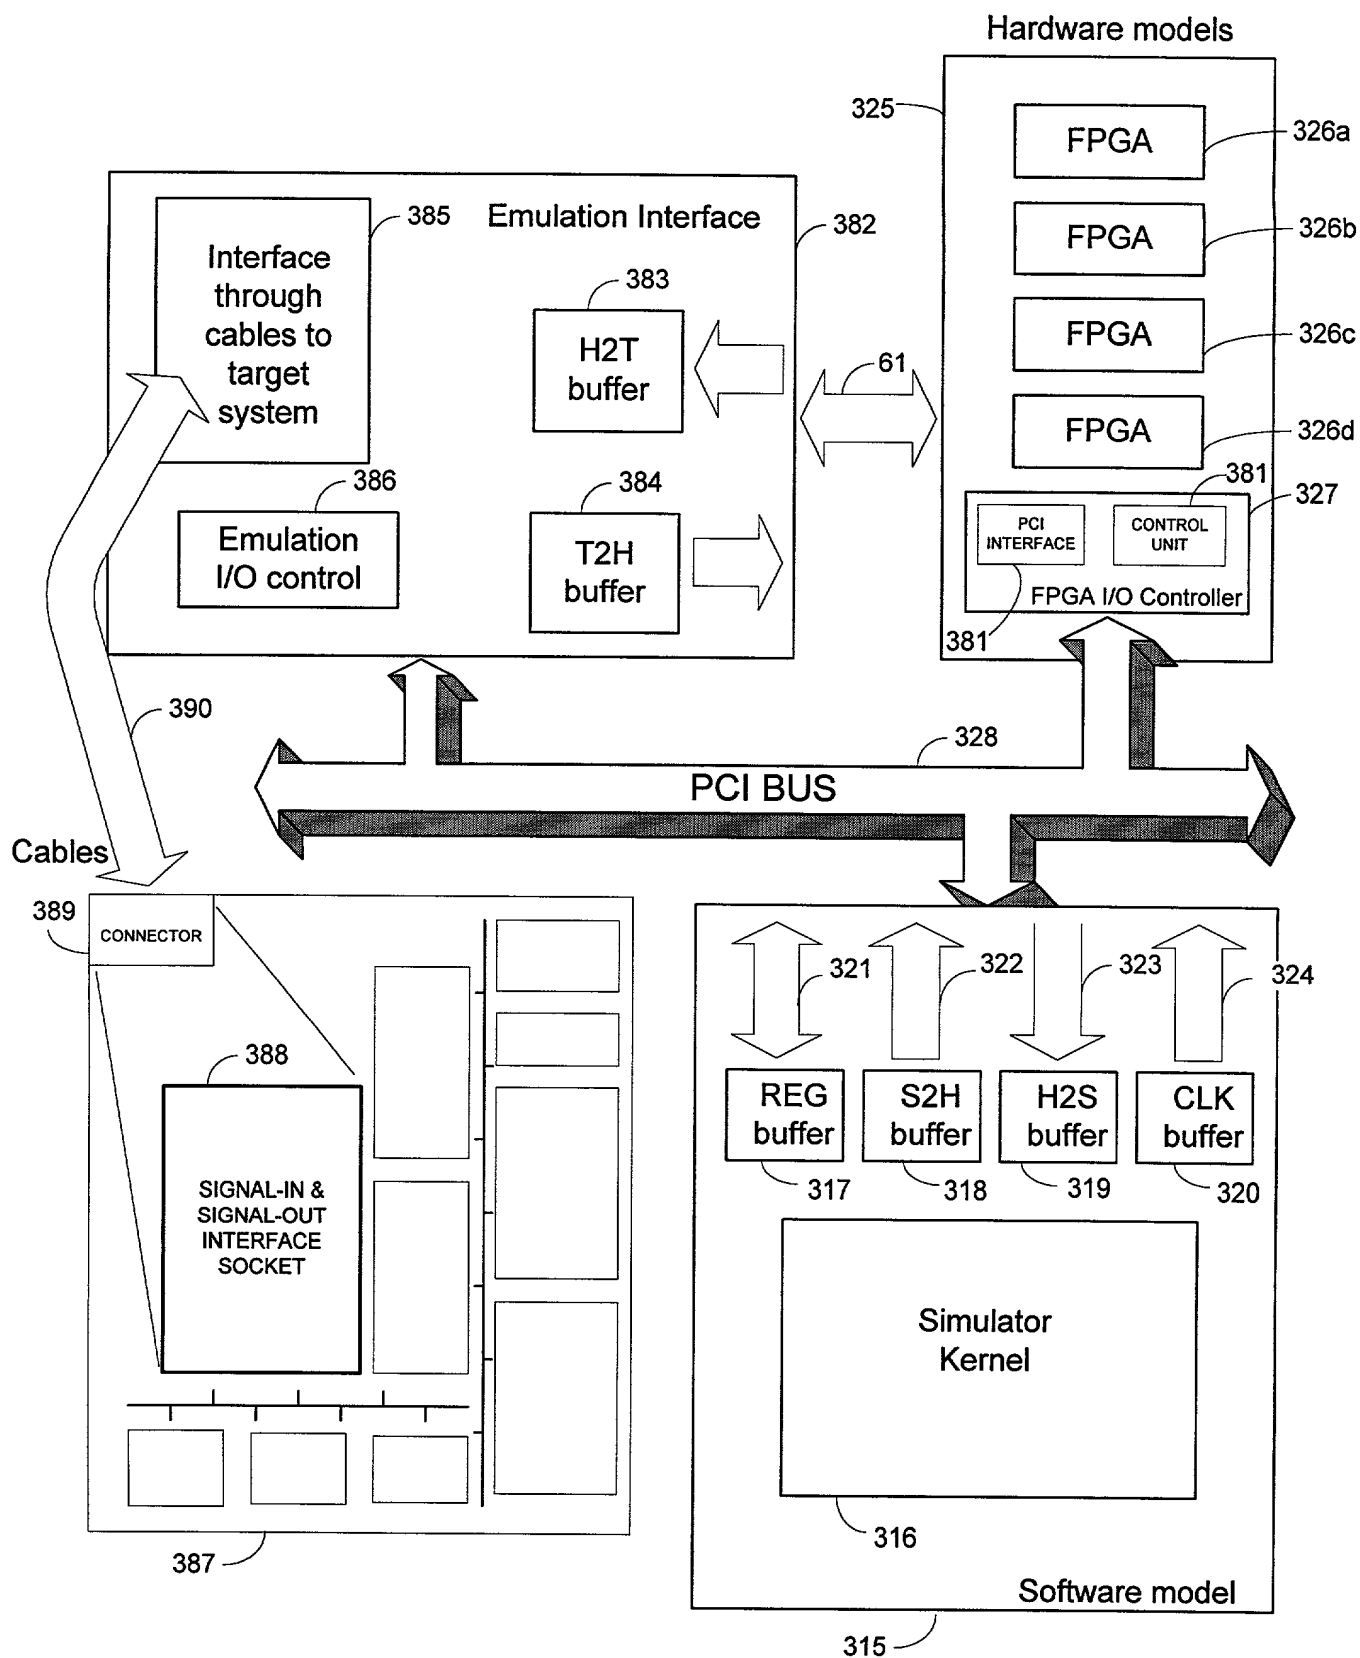 Hardware models
325
FPGA
326a
FPGA
326b
FPGA
326c
FPGA
326d
381
327
PCI
INTERFACE
CONTROL
UNIT
FPGA I/O Controller
381
385
Emulation Interface
382
Interface
through
cables to
target
system
383
H2T
buffer
61
386
384
Emulation
I/O control
T2H
buffer
390
328
PCI BUS
Cables
389
CONNECTOR
388
SIGNAL-IN &
SIGNAL-OUT
INTERFACE
SOCKET
387
321
322
323
324
REG
buffer
S2H
buffer
H2S
buffer
CLK
buffer
317
318
319
320
Simulator
Kernel
316
Software model
315